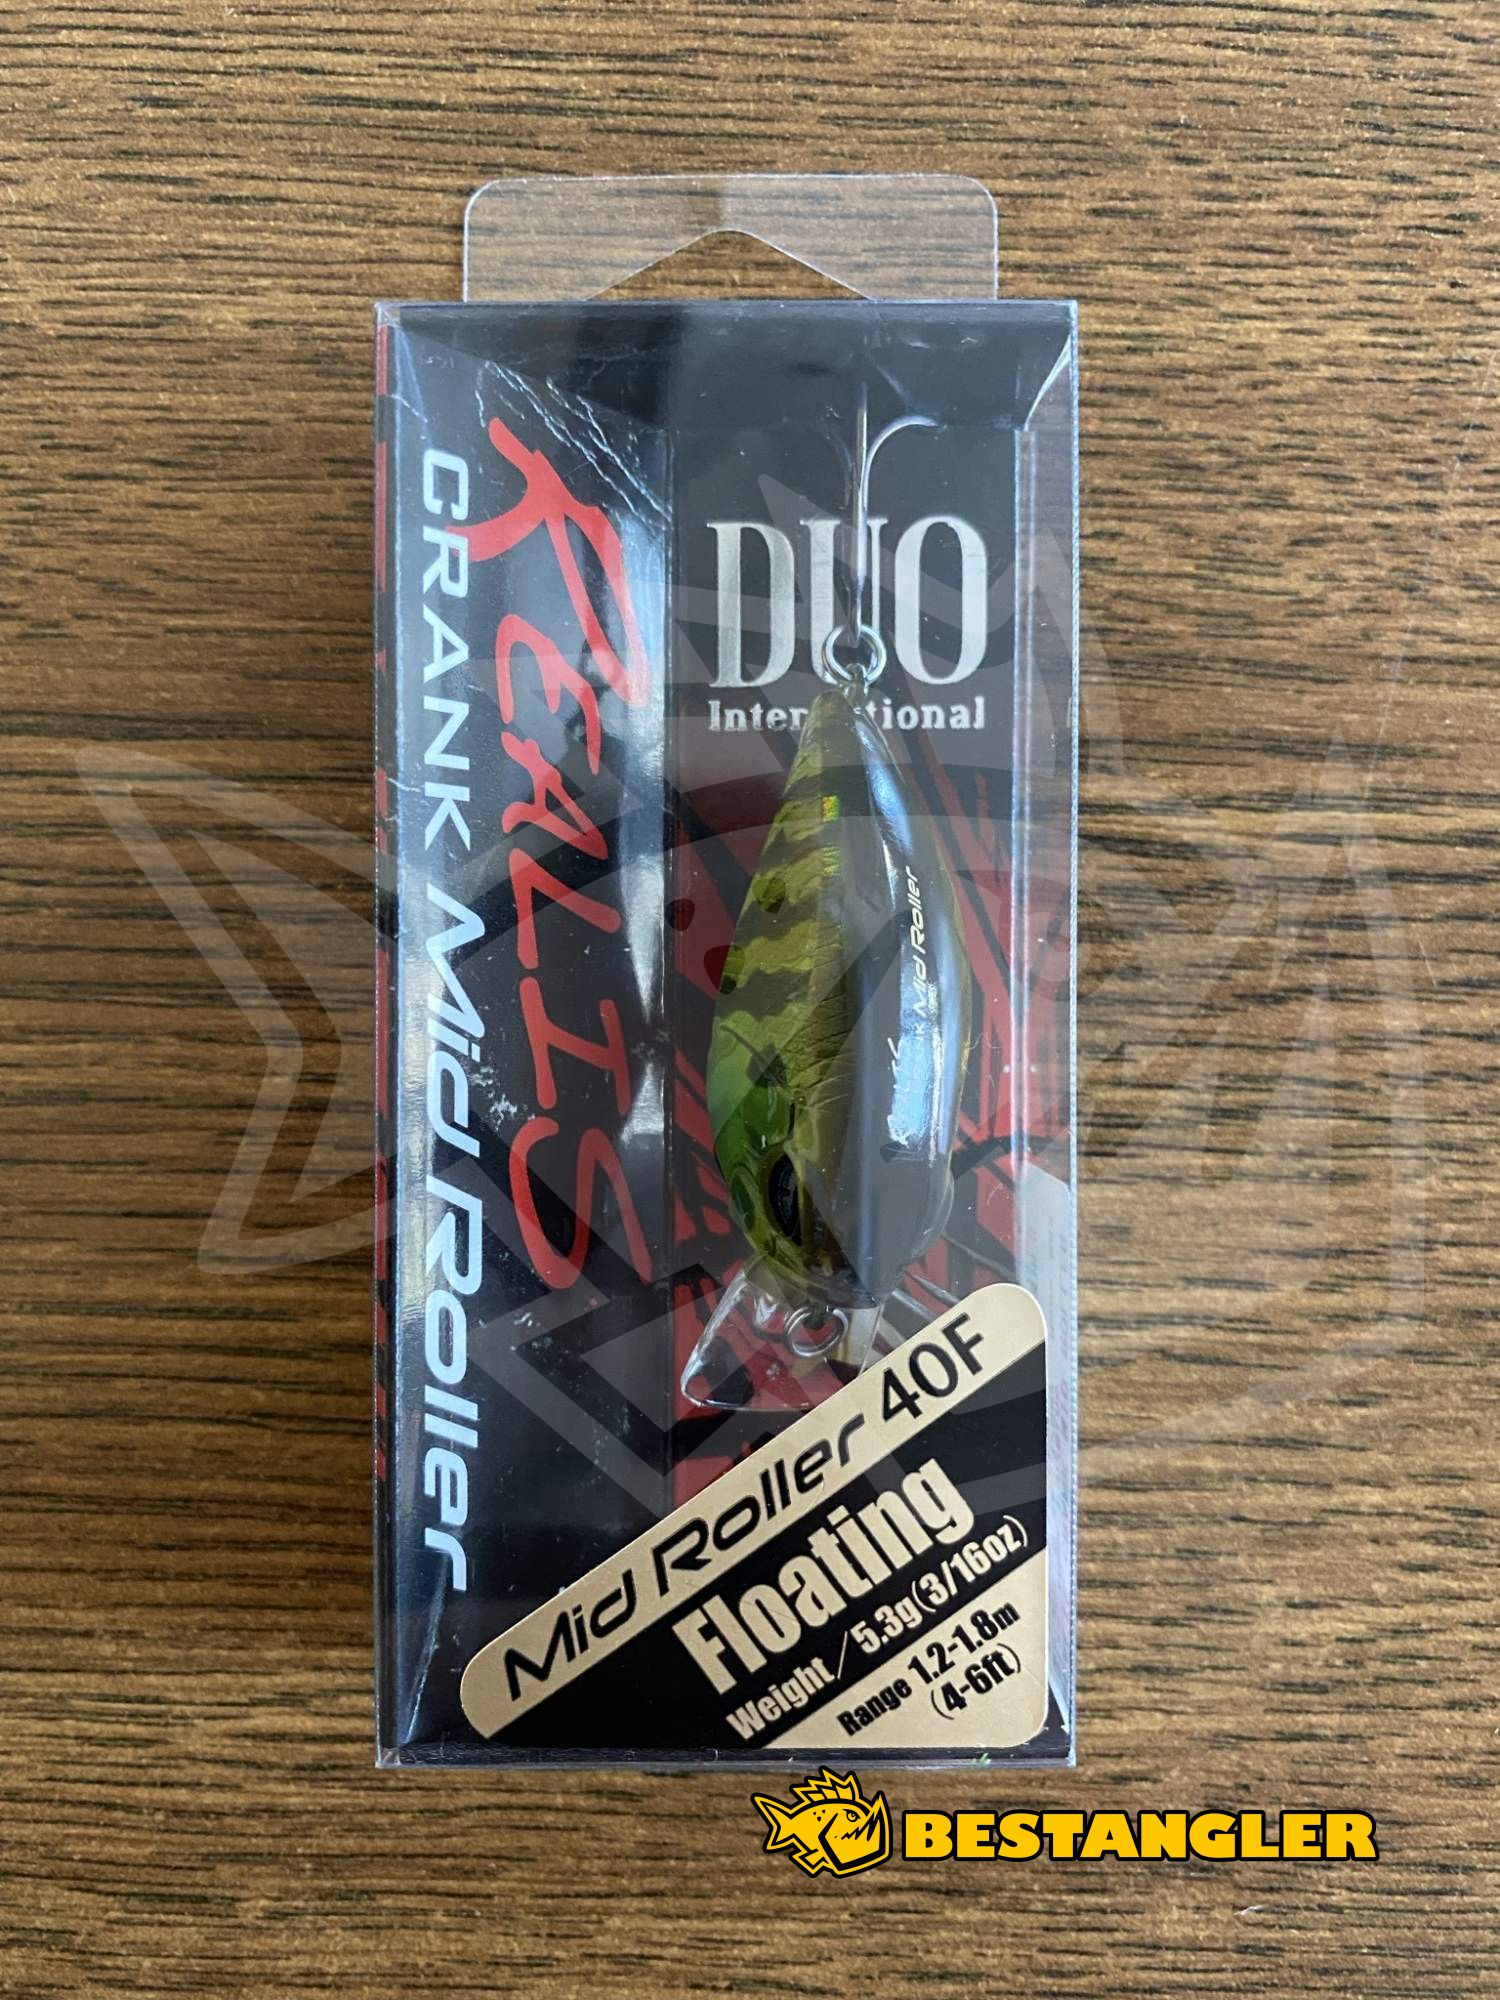 DUO
International
REALIS
CRANK Mid Roller
Mid Roller
Mid Roller 40F
Floating
Weight/5.3g(3/16oz)
Range 1.2-1.8m
(4-6ft)
BESTANGLER